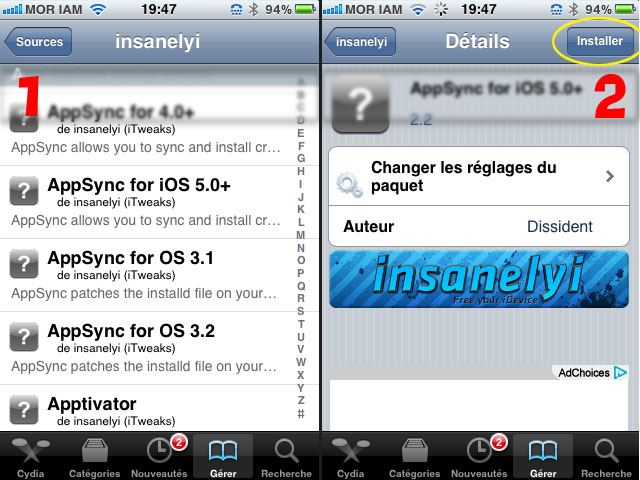 MOR IAM 19:47 94%
Sources
insanelyi
1
AppSync for 4.0+
de insanelyi (iTweaks)
AppSync allows you to sync and install cr…
AppSync for iOS 5.0+
de insanelyi (iTweaks)
AppSync allows you to sync and install cr…
AppSync for OS 3.1
de insanelyi (iTweaks)
AppSync patches the installd file on your…
AppSync for OS 3.2
de insanelyi (iTweaks)
AppSync patches the installd file on your…
Apptivator
de insanelyi (iTweaks)
A
B
C
D
E
F
G
H
I
J
K
L
M
N
O
P
Q
R
S
T
U
V
W
X
Y
Z
#
Cydia
Catégories
2
Nouveautés
Gérer
Recherche
MOR IAM 19:47 94%
insanelyi
Détails
Installer
2
AppSync for iOS 5.0+
2.2
Changer les réglages du
paquet
Auteur Dissident
insanelyi
Free your iDevice
AdChoices
Cydia
Catégories
2
Nouveautés
Gérer
Recherche